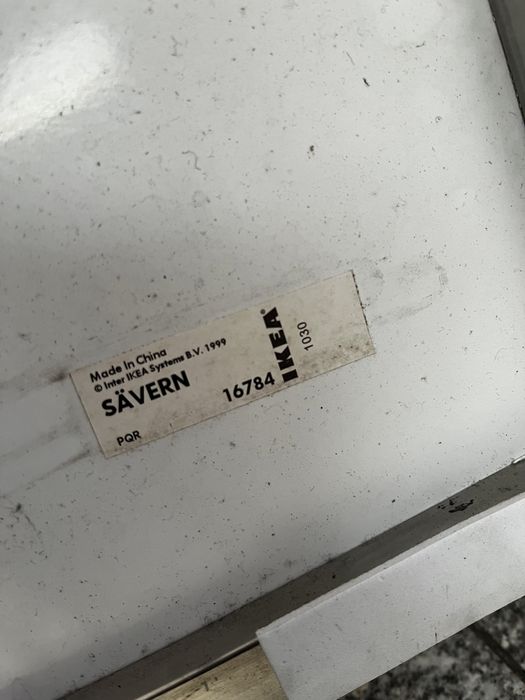 Made in China
© Inter IKEA Systems B.V. 1999
SÄVERN
16784
PQR
IKEA®
1030